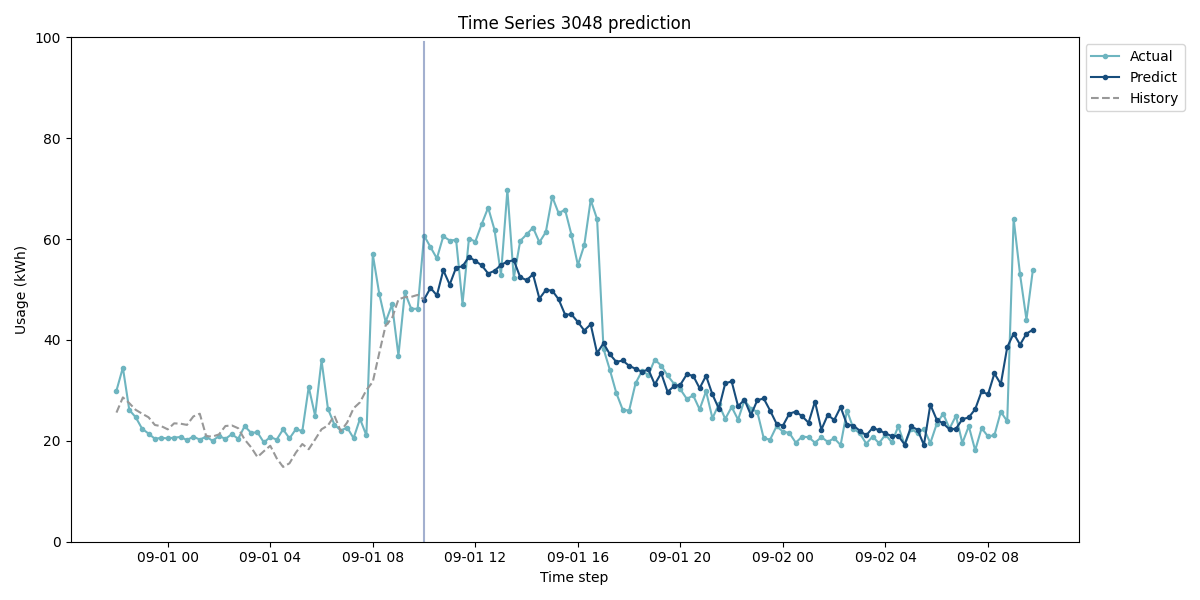 Time Series 3048 prediction
Actual
Predict
History
Usage (kWh)
100
80
60
40
20
0
09-01 00
09-01 04
09-01 08
09-01 12
09-01 16
09-01 20
09-02 00
09-02 04
09-02 08
Time step